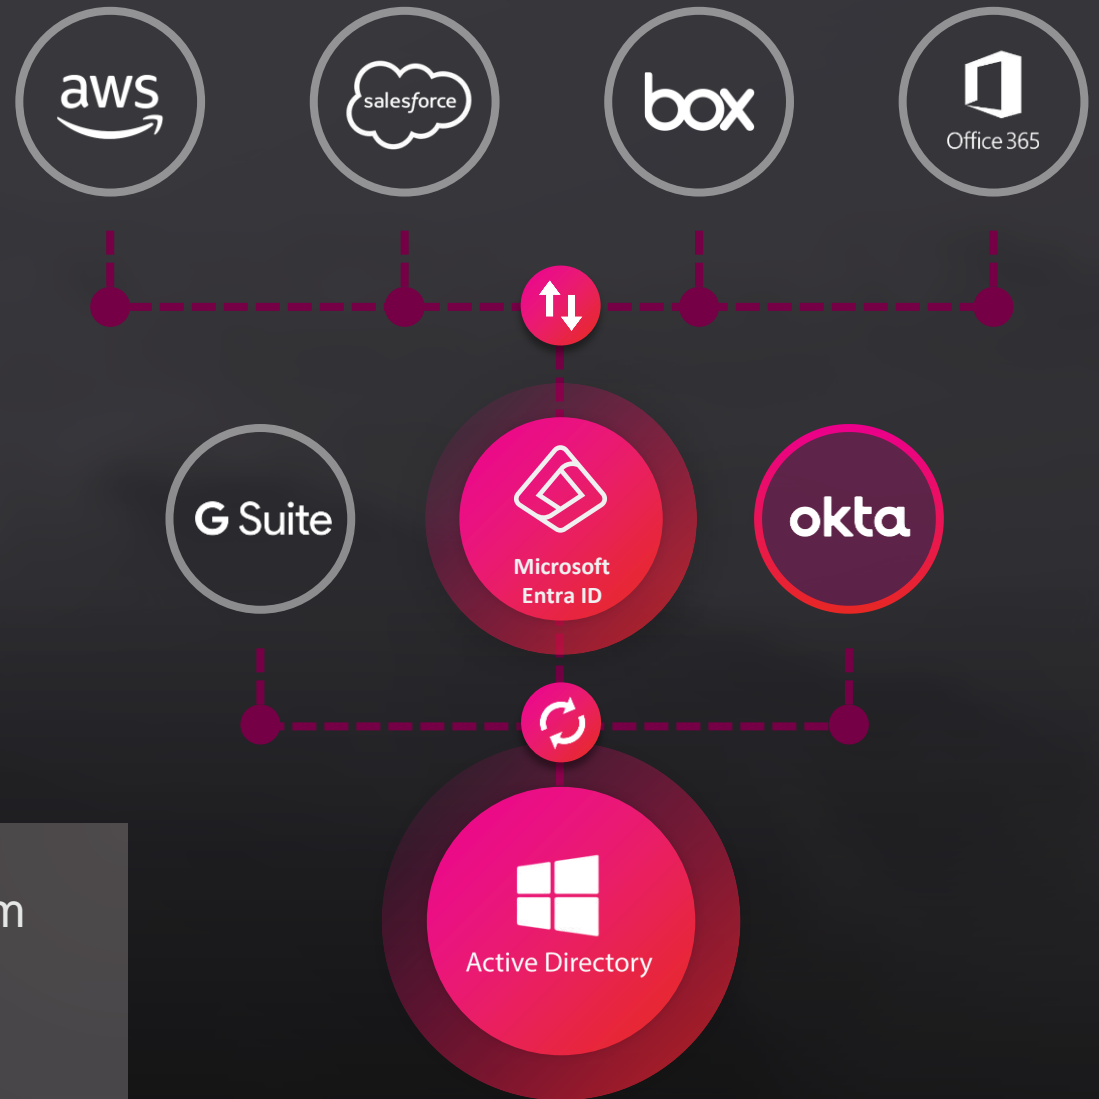 aws
salesforce
box
Office 365
G Suite
Microsoft
Entra ID
okta
m
Active Directory